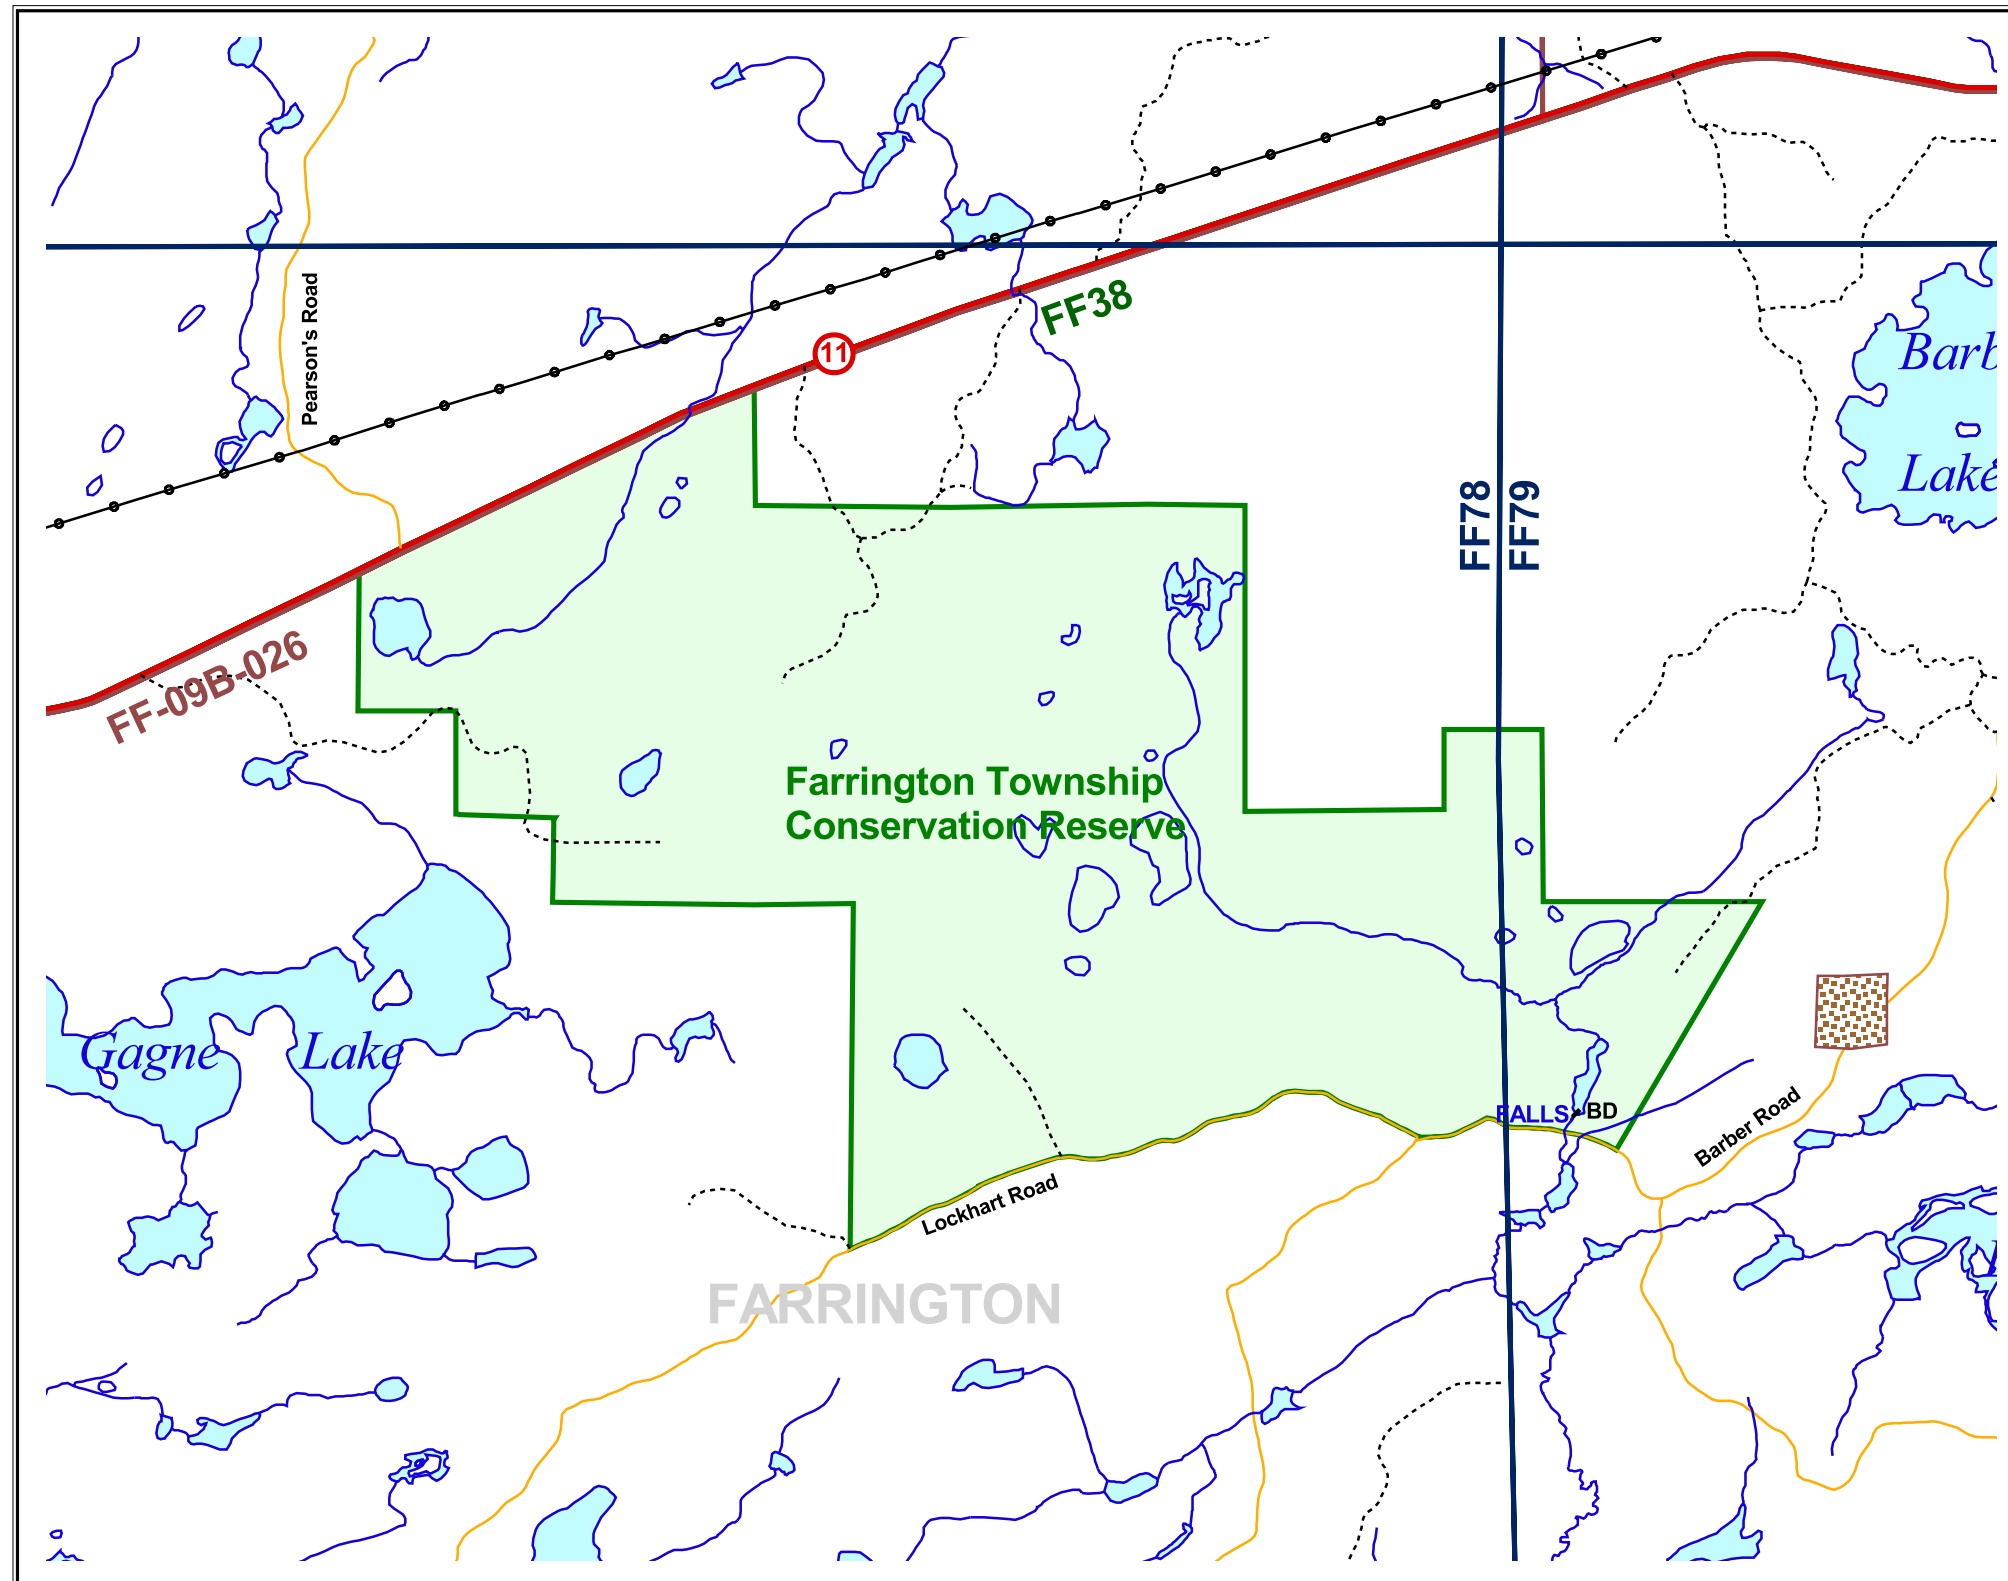 Pearson's Road
FF38
11
Barb
Lake
FF78
FF79
FF-09B-026
Farrington Township
Conservation Reserve
Gagne Lake
FALLS
BD
Barber Road
Lockhart Road
FARRINGTON